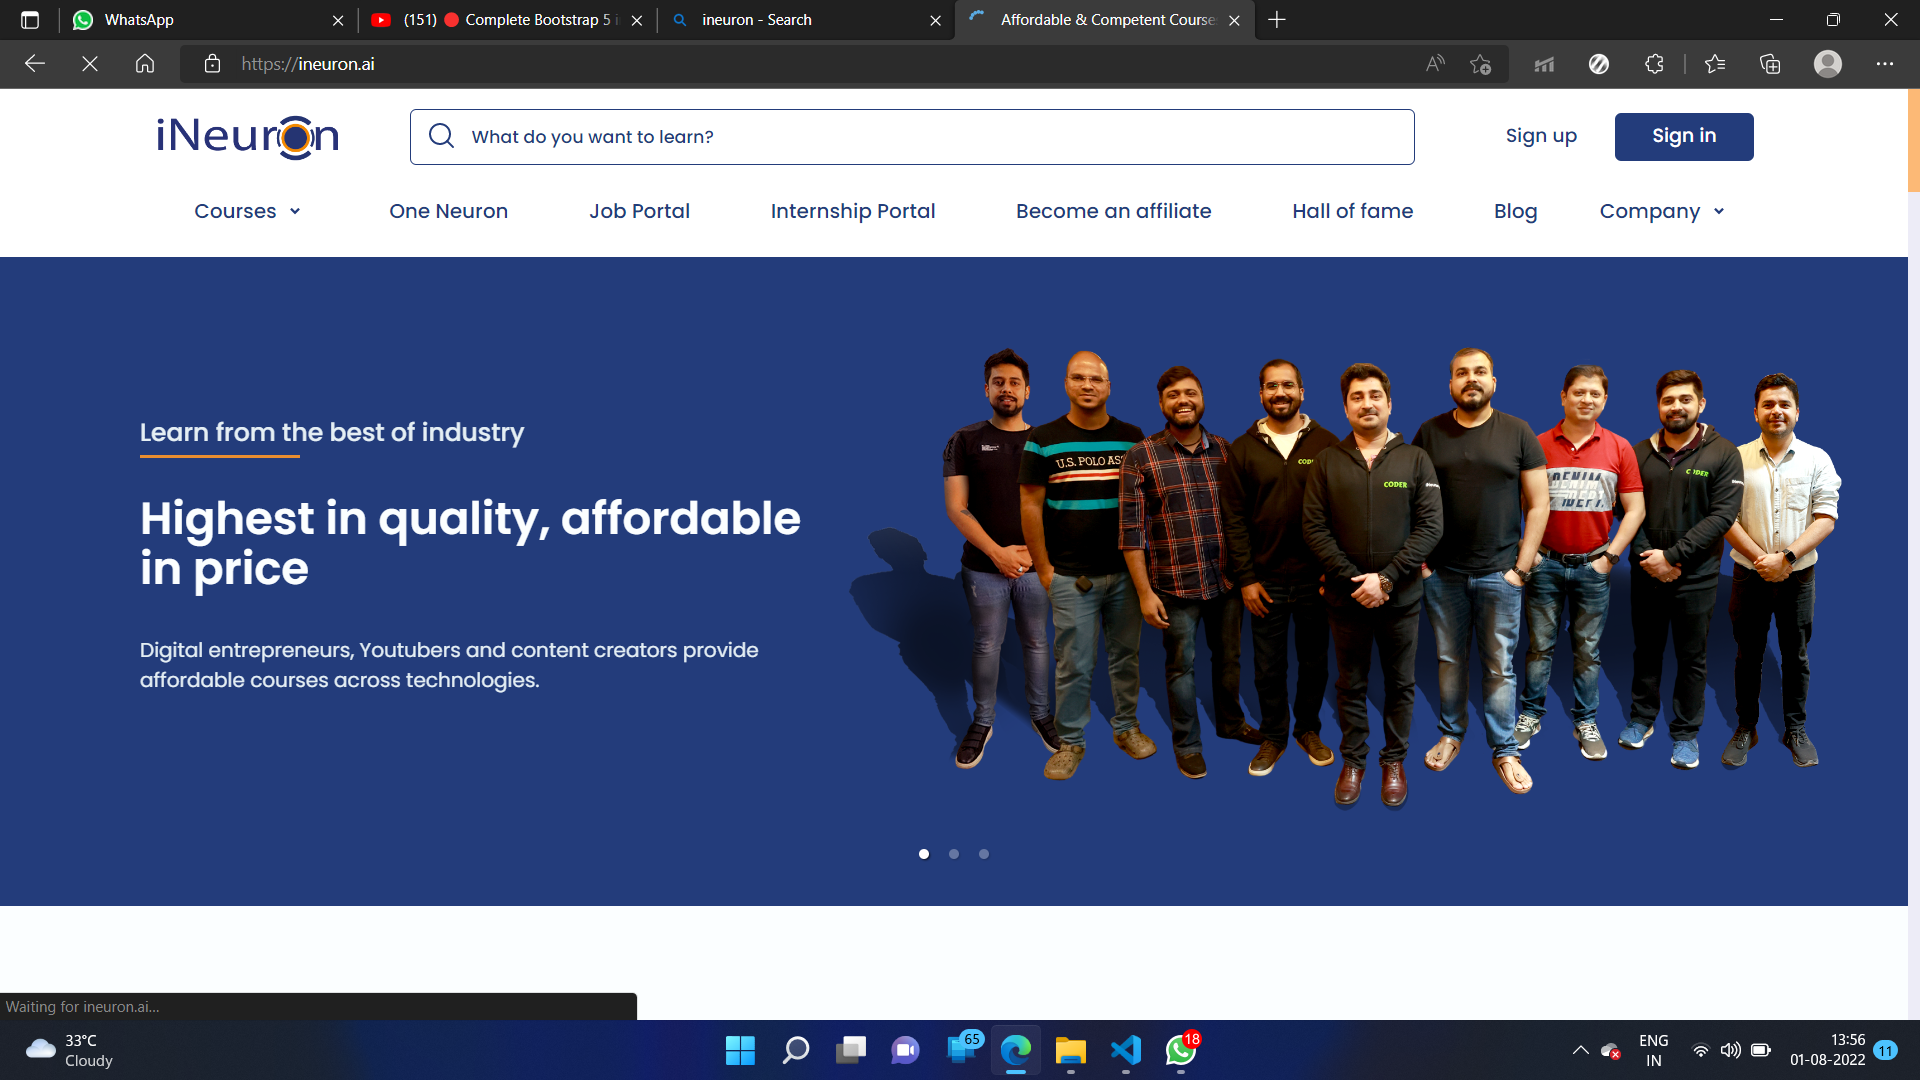 WhatsApp
(151) 🔴 Complete Bootstrap 5 i
ineuron - Search
Affordable & Competent Course
https://ineuron.ai
iNeuron
What do you want to learn?
Sign up
Sign in
Courses
One Neuron
Job Portal
Internship Portal
Become an affiliate
Hall of fame
Blog
Company
Learn from the best of industry
Highest in quality, affordable
in price
Digital entrepreneurs, Youtubers and content creators provide
affordable courses across technologies.
U.S. POLO AS
CODER
DENIM
DEPT.
CODER
Waiting for ineuron.ai...
33°C
Cloudy
65
18
ENG
IN
13:56
01-08-2022
11